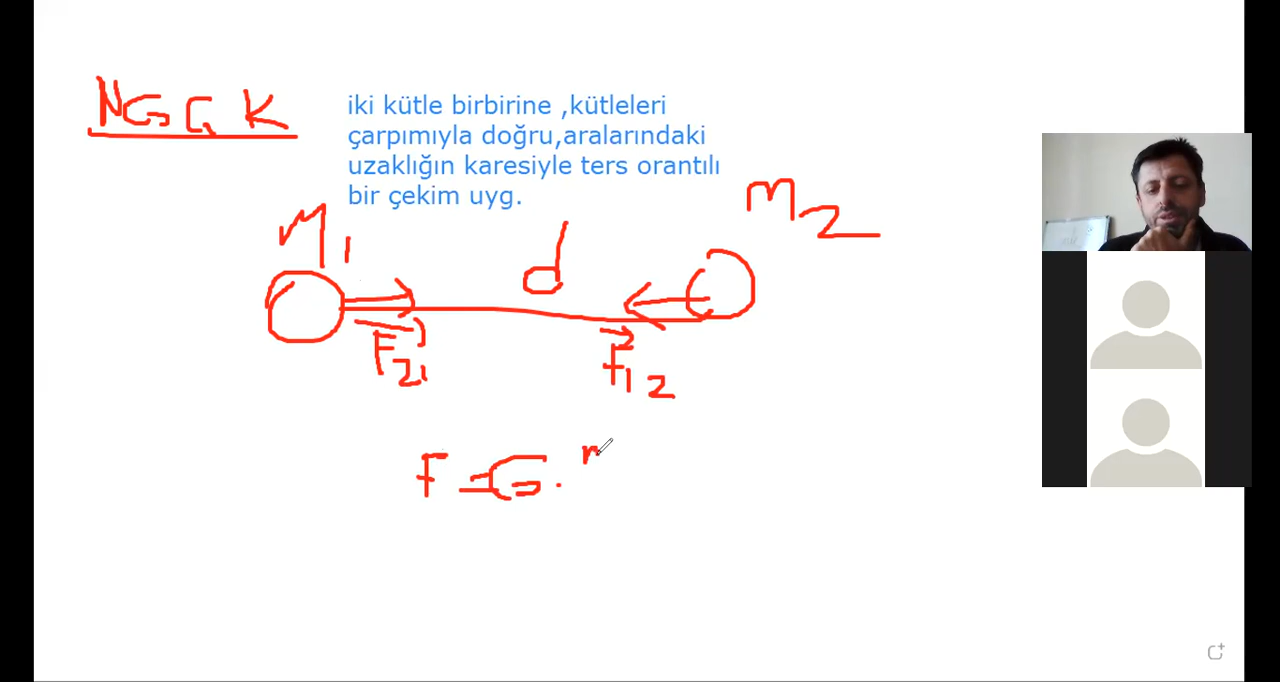 NGÇK
iki kütle birbirine ,kütleleri
çarpımıyla doğru,aralarındaki
uzaklığın karesiyle ters orantılı
bir çekim uyg.
m1
d
m2
F21
F12
F = G .